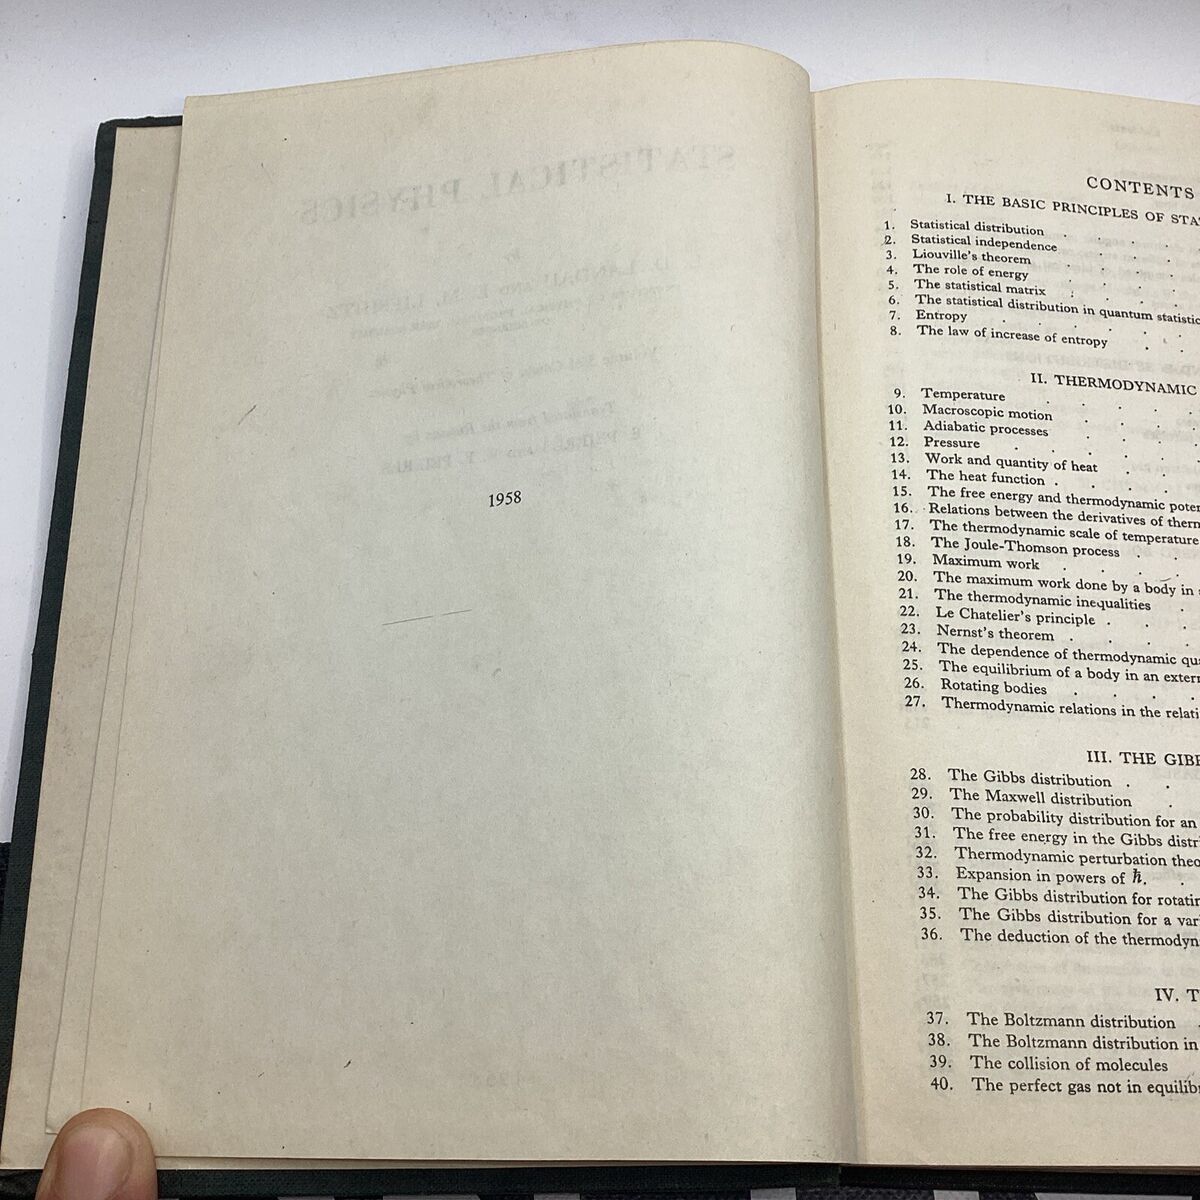 STATISTICAL PHYSICS
1958
CONTENTS
I. THE BASIC PRINCIPLES OF STA
1. Statistical distribution
2. Statistical independence
3. Liouville's theorem
4. The role of energy
5. The statistical matrix
6. The statistical distribution in quantum statistic
7. Entropy
8. The law of increase of entropy
II. THERMODYNAMIC
9. Temperature
10. Macroscopic motion
11. Adiabatic processes
12. Pressure
13. Work and quantity of heat
14. The heat function
15. The free energy and thermodynamic poten
16. Relations between the derivatives of therm
17. The thermodynamic scale of temperature
18. The Joule-Thomson process
19. Maximum work
20. The maximum work done by a body in a
21. The thermodynamic inequalities
22. Le Chatelier's principle
23. Nernst's theorem
24. The dependence of thermodynamic qua
25. The equilibrium of a body in an extern
26. Rotating bodies
27. Thermodynamic relations in the relati
III. THE GIBB
28. The Gibbs distribution
29. The Maxwell distribution
30. The probability distribution for an
31. The free energy in the Gibbs distri
32. Thermodynamic perturbation theo
33. Expansion in powers of ħ.
34. The Gibbs distribution for rotatin
35. The Gibbs distribution for a vari
36. The deduction of the thermodyn
IV. T
37. The Boltzmann distribution
38. The Boltzmann distribution in
39. The collision of molecules
40. The perfect gas not in equilib